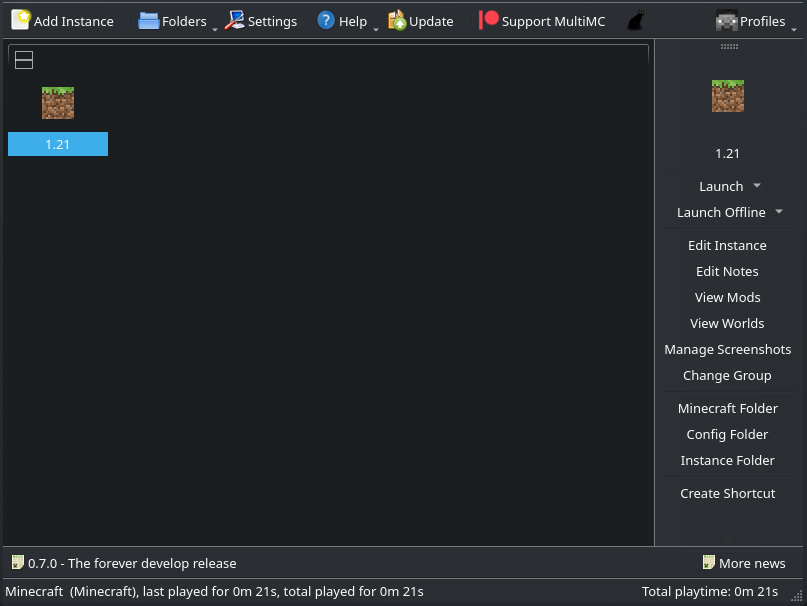 Add Instance Folders Settings Help Update Support MultiMC Profiles
1.21
1.21
Launch
Launch Offline
Edit Instance
Edit Notes
View Mods
View Worlds
Manage Screenshots
Change Group
Minecraft Folder
Config Folder
Instance Folder
Create Shortcut
0.7.0 - The forever develop release More news
Minecraft (Minecraft), last played for 0m 21s, total played for 0m 21s Total playtime: 0m 21s